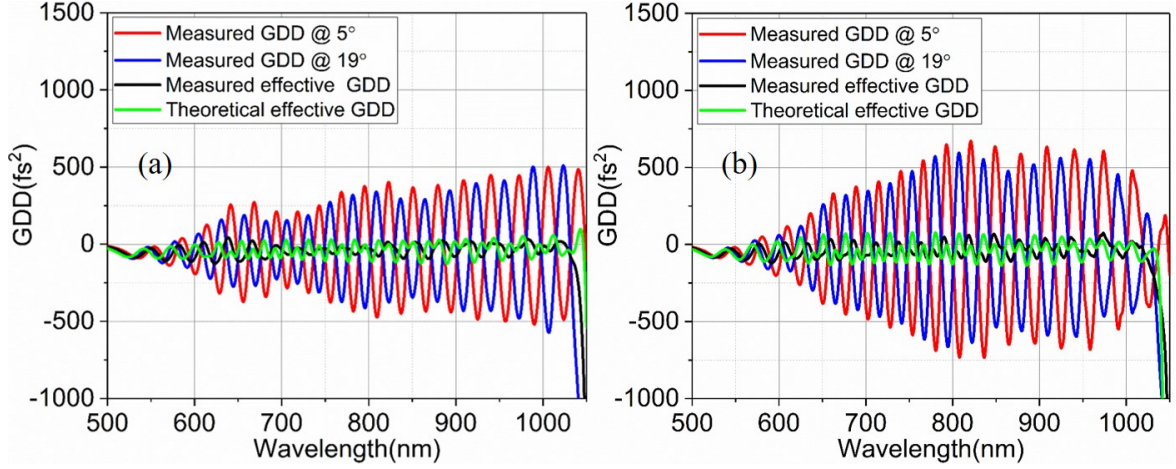 1500
1000
500
0
-500
-1000
GDD(fs²)
Measured GDD @ 5°
Measured GDD @ 19°
Measured effective GDD
Theoretical effective GDD
(a)
500 600 700 800 900 1000
Wavelength(nm)
1500
1000
500
0
-500
-1000
GDD(fs²)
Measured GDD @ 5°
Measured GDD @ 19°
Measured effective GDD
Theoretical effective GDD
(b)
500 600 700 800 900 1000
Wavelength(nm)